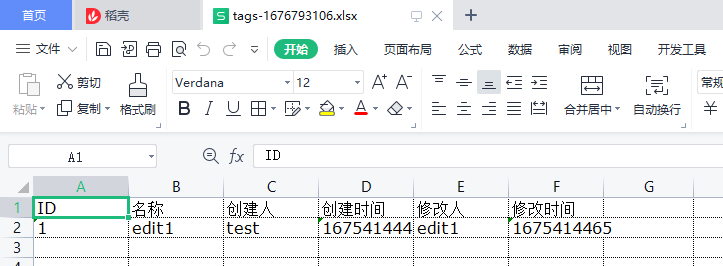 首页 稻壳 tags-1676793106.xlsx
文件 开始 插入 页面布局 公式 数据 审阅 视图 开发工具
粘贴 剪切 复制 格式刷 Verdana 12 A+ A- B I U A 合并居中 自动换行 常规 ¥
A1 fx ID
A B C D E F G
1 ID 名称 创建人 创建时间 修改人 修改时间
2 1 edit1 test 167541444 edit1 1675414465
3